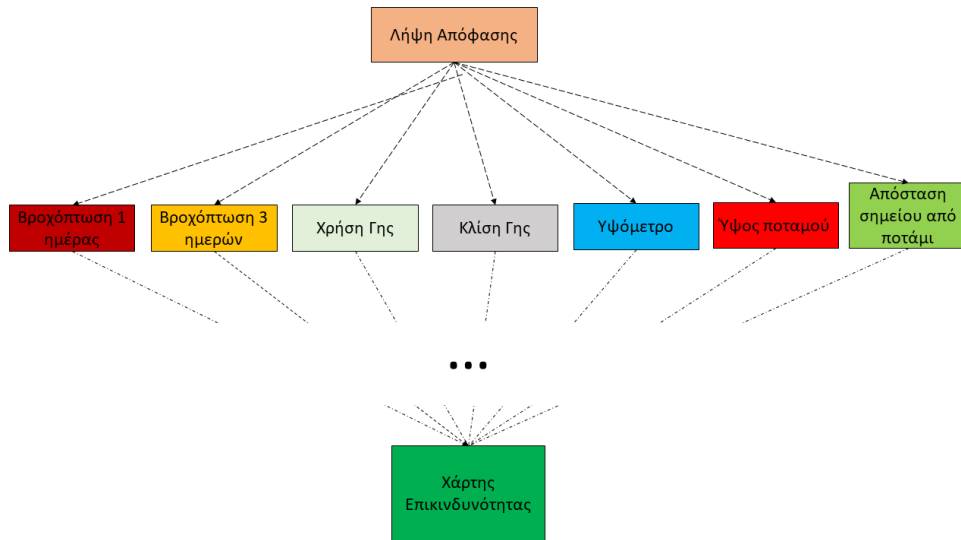 Λήψη Απόφασης
Βροχόπτωση 1
ημέρας
Βροχόπτωση 3
ημερών
Χρήση Γης
Κλίση Γης
Υψόμετρο
Ύψος ποταμού
Απόσταση
σημείου από
ποτάμι
...
Χάρτης
Επικινδυνότητας